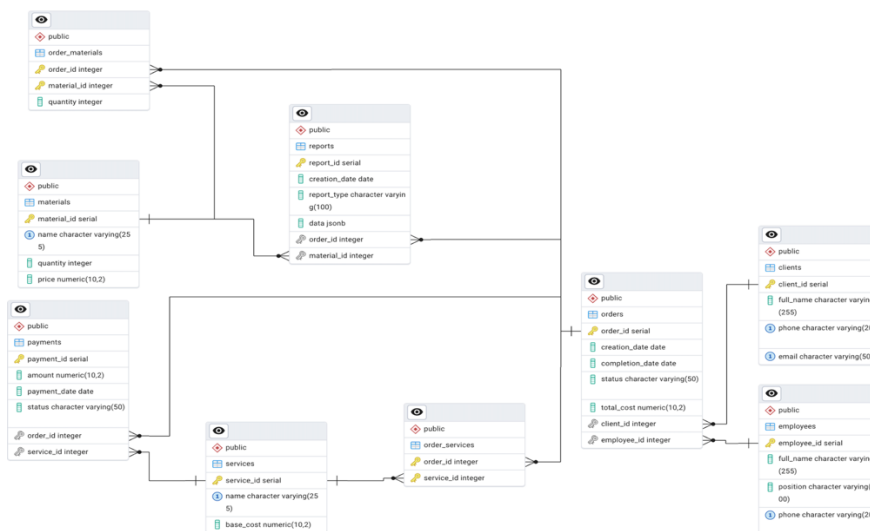 public
order_materials
order_id integer
material_id integer
quantity integer
public
materials
material_id serial
name character varying(25
5)
quantity integer
price numeric(10,2)
public
reports
report_id serial
creation_date date
report_type character varyin
g(100)
data jsonb
order_id integer
material_id integer
public
payments
payment_id serial
amount numeric(10,2)
payment_date date
status character varying(50)
order_id integer
service_id integer
public
services
service_id serial
name character varying(25
5)
base_cost numeric(10,2)
public
order_services
order_id integer
service_id integer
public
orders
order_id serial
creation_date date
completion_date date
status character varying(50)
total_cost numeric(10,2)
client_id integer
employee_id integer
public
clients
client_id serial
full_name character varyin
(255)
phone character varying(20
email character varying(50
public
employees
employee_id serial
full_name character varyin
(255)
position character varying(
00)
phone character varying(20